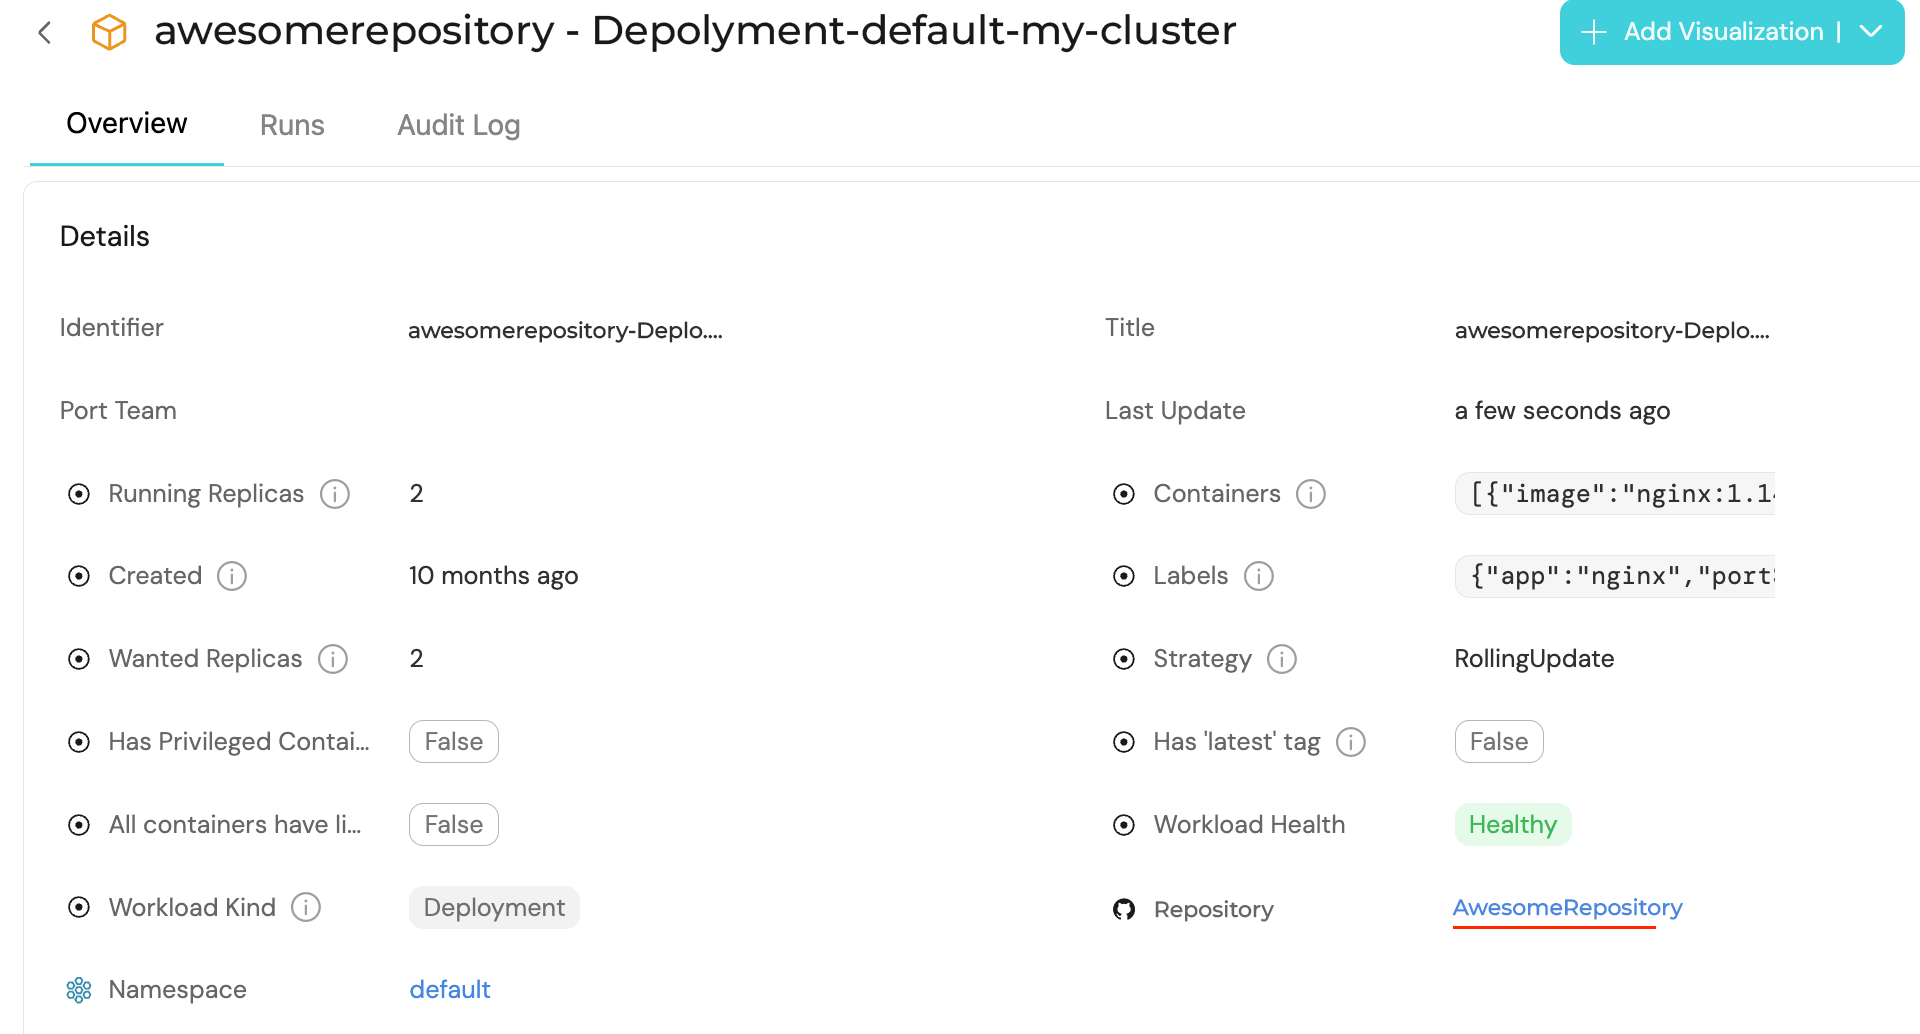 awesomerepository - Depolyment-default-my-cluster
Add Visualization |
Overview Runs Audit Log
Details
Identifier awesomerepository-Deplo.... Title awesomerepository-Deplo....
Port Team Last Update a few seconds ago
Running Replicas 2 Containers [{"image":"nginx:1.14
Created 10 months ago Labels {"app":"nginx","port
Wanted Replicas 2 Strategy RollingUpdate
Has Privileged Contai... False Has 'latest' tag False
All containers have li... False Workload Health Healthy
Workload Kind Deployment Repository AwesomeRepository
Namespace default